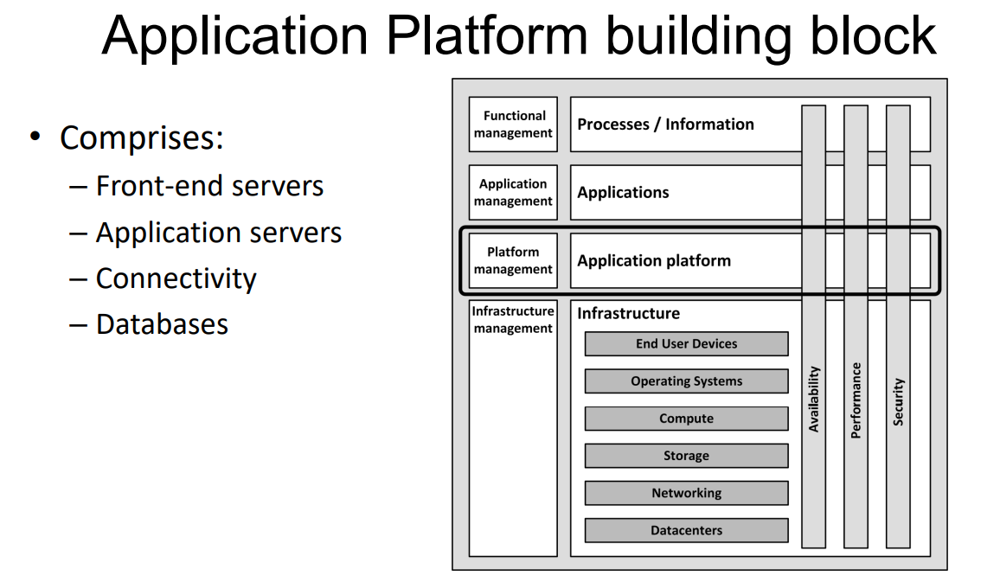 Application Platform building block
• Comprises:
– Front-end servers
– Application servers
– Connectivity
– Databases
Functional
management
Processes / Information
Application
management
Applications
Platform
management
Application platform
Infrastructure
management
Infrastructure
End User Devices
Operating Systems
Compute
Storage
Networking
Datacenters
Availability
Performance
Security